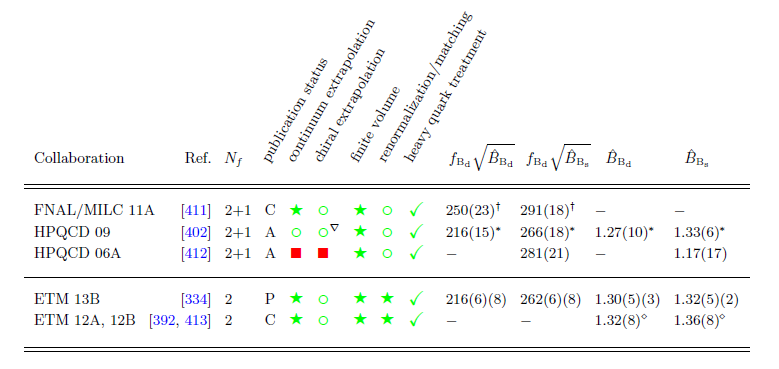 publication status
continuum extrapolation
chiral extrapolation
finite volume
renormalization/matching
heavy quark treatment
Collaboration Ref. N_f f_{B_d}√B̂_{B_d} f_{B_d}√B̂_{B_s} B̂_{B_d} B̂_{B_s}
FNAL/MILC 11A [411] 2+1 C ★ ○ ★ ○ ✓ 250(23)† 291(18)† − −
HPQCD 09 [402] 2+1 A ○ ○▽ ★ ○ ✓ 216(15)* 266(18)* 1.27(10)* 1.33(6)*
HPQCD 06A [412] 2+1 A ■ ■ ★ ○ ✓ − 281(21) − 1.17(17)
ETM 13B [334] 2 P ★ ○ ★ ★ ✓ 216(6)(8) 262(6)(8) 1.30(5)(3) 1.32(5)(2)
ETM 12A, 12B [392, 413] 2 C ★ ○ ★ ★ ✓ − − 1.32(8)⋄ 1.36(8)⋄